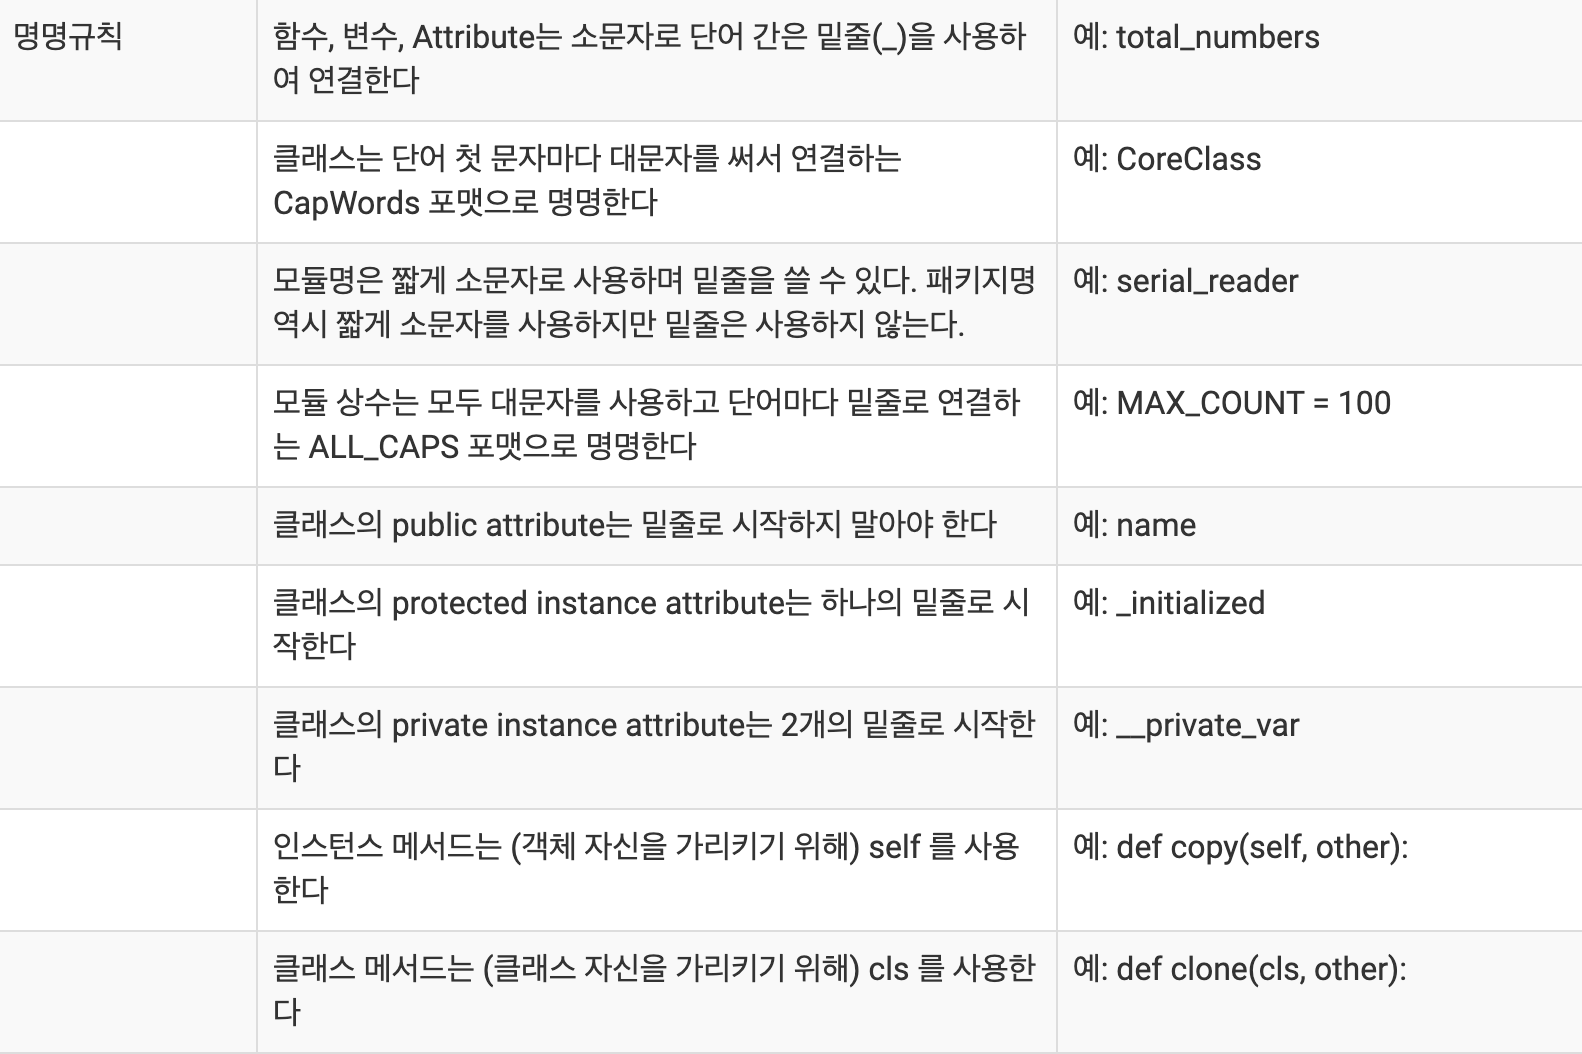 명명규칙
함수, 변수, Attribute는 소문자로 단어 간은 밑줄(_)을 사용하
여 연결한다
예: total_numbers
클래스는 단어 첫 문자마다 대문자를 써서 연결하는
CapWords 포맷으로 명명한다
예: CoreClass
모듈명은 짧게 소문자로 사용하며 밑줄을 쓸 수 있다. 패키지명
역시 짧게 소문자를 사용하지만 밑줄은 사용하지 않는다.
예: serial_reader
모듈 상수는 모두 대문자를 사용하고 단어마다 밑줄로 연결하
는 ALL_CAPS 포맷으로 명명한다
예: MAX_COUNT = 100
클래스의 public attribute는 밑줄로 시작하지 말아야 한다
예: name
클래스의 protected instance attribute는 하나의 밑줄로 시
작한다
예: _initialized
클래스의 private instance attribute는 2개의 밑줄로 시작한
다
예: __private_var
인스턴스 메서드는 (객체 자신을 가리키기 위해) self 를 사용
한다
예: def copy(self, other):
클래스 메서드는 (클래스 자신을 가리키기 위해) cls 를 사용한
다
예: def clone(cls, other):